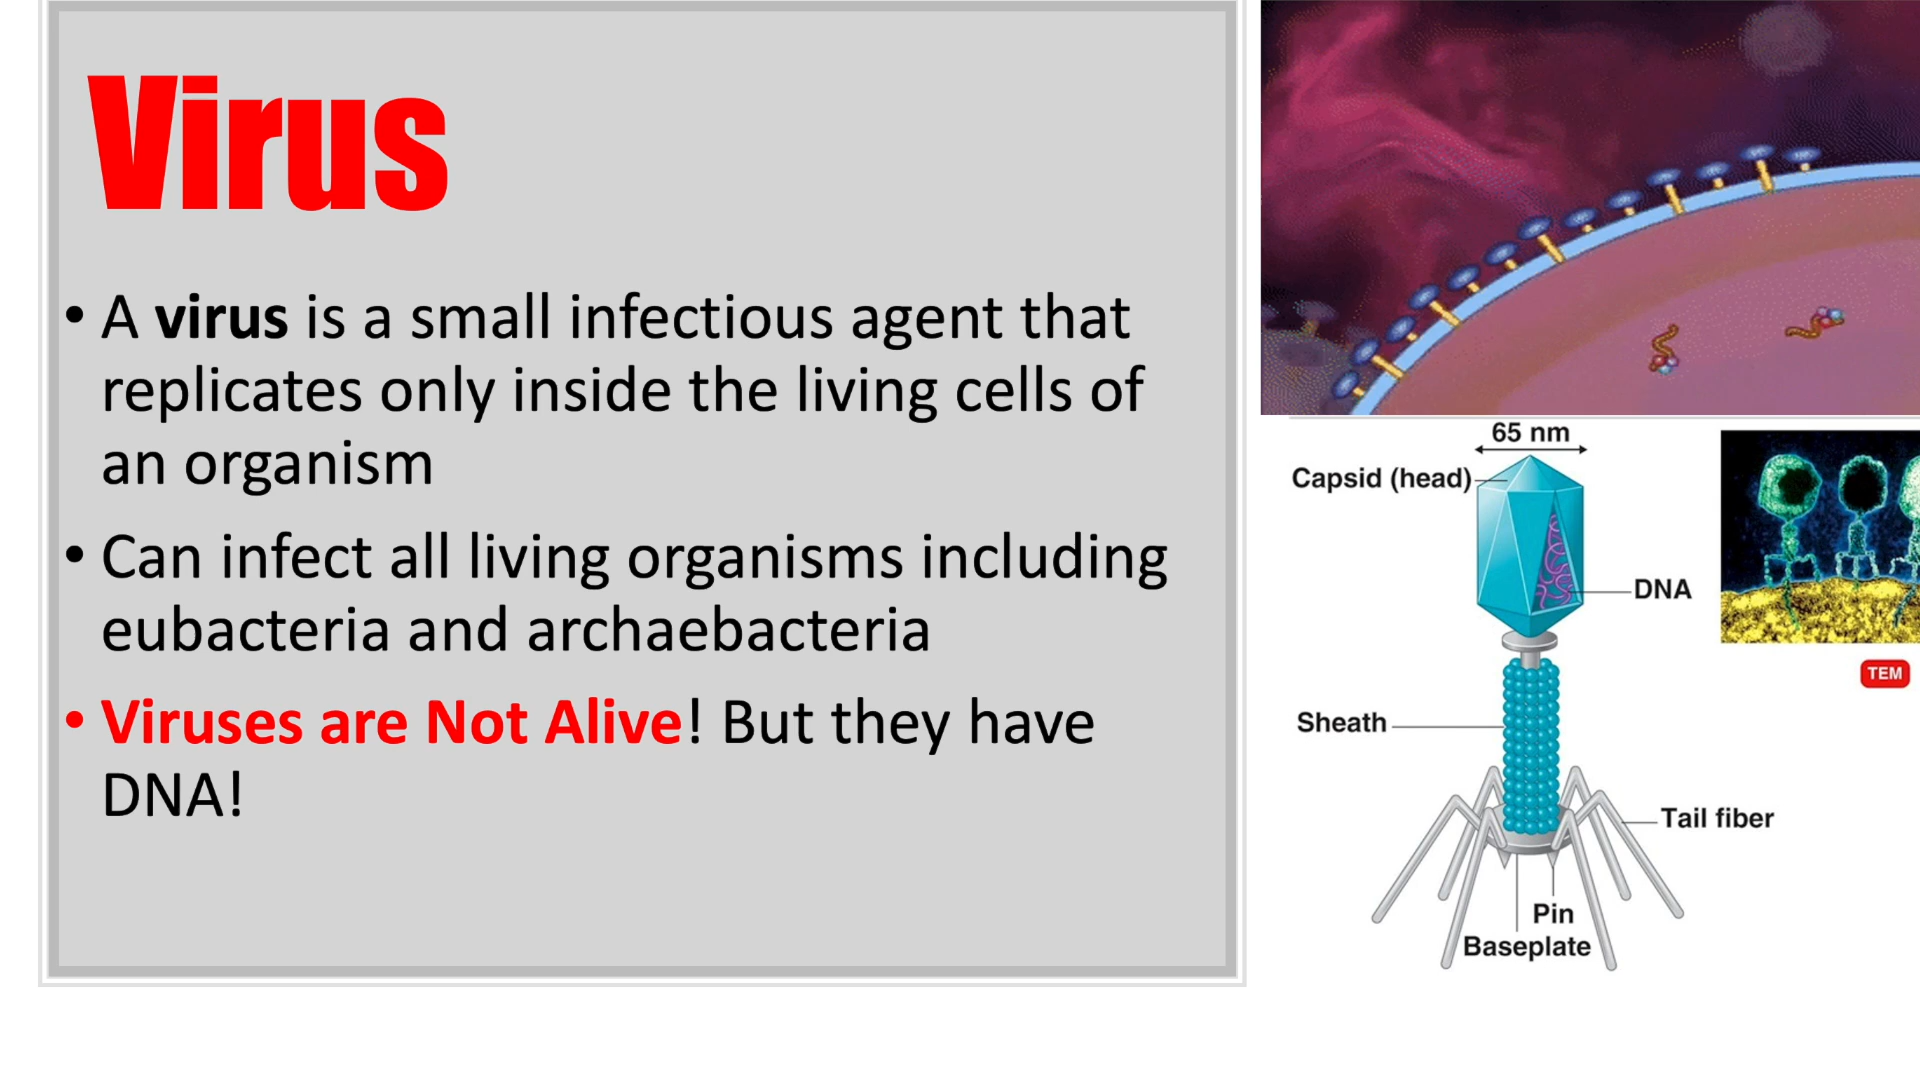 Virus
• A virus is a small infectious agent that
replicates only inside the living cells of
an organism
• Can infect all living organisms including
eubacteria and archaebacteria
• Viruses are Not Alive! But they have
DNA!
65 nm
Capsid (head)
DNA
TEM
Sheath
Tail fiber
Pin
Baseplate